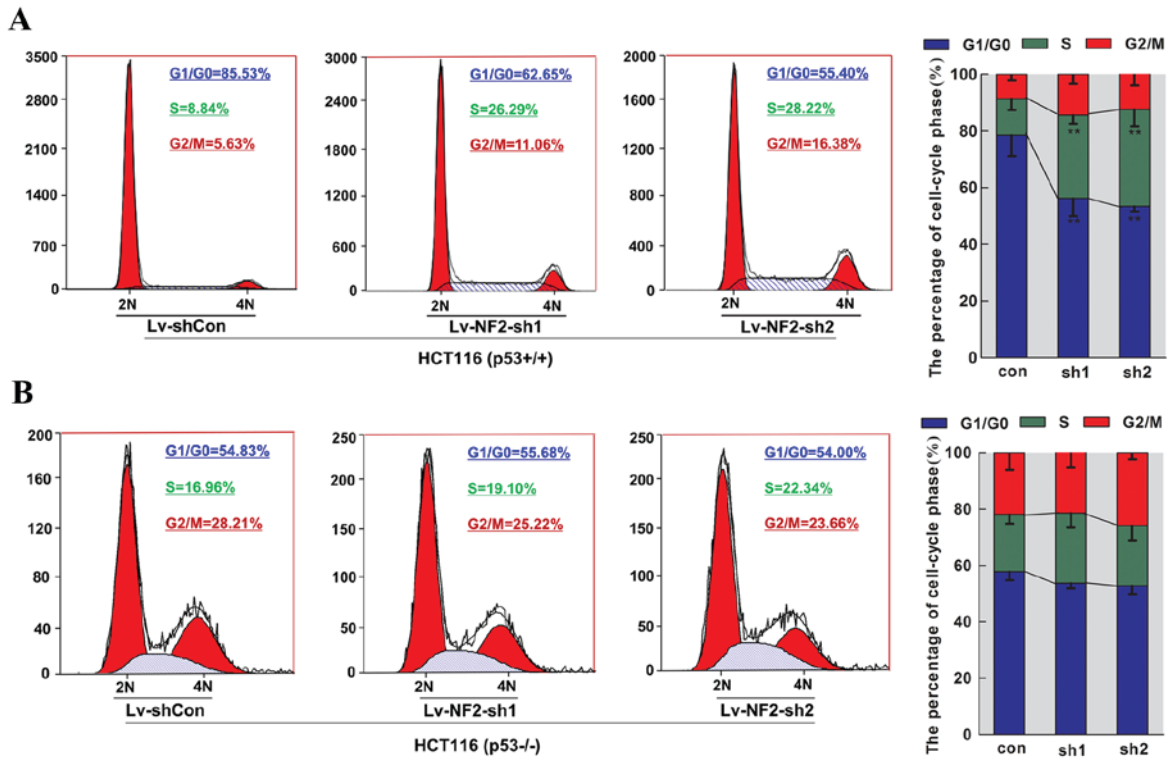 A
3500
2800
2100
1400
700
0
2N
4N
G1/G0=85.53%
S=8.84%
G2/M=5.63%
Lv-shCon
3000
2400
1800
1200
600
0
2N
4N
G1/G0=62.65%
S=26.29%
G2/M=11.06%
Lv-NF2-sh1
2000
1600
1200
400
0
2N
4N
G1/G0=55.40%
S=28.22%
G2/M=16.38%
Lv-NF2-sh2
HCT116 (p53+/+)
G1/G0 S G2/M
The percentage of cell-cycle phase(%)
100
80
60
40
20
0
** **
** **
con sh1 sh2
B
200
160
120
80
40
0
2N
4N
G1/G0=54.83%
S=16.96%
G2/M=28.21%
Lv-shCon
250
200
150
100
50
0
2N
4N
G1/G0=55.68%
S=19.10%
G2/M=25.22%
Lv-NF2-sh1
250
200
150
100
50
0
2N
4N
G1/G0=54.00%
S=22.34%
G2/M=23.66%
Lv-NF2-sh2
HCT116 (p53-/-)
G1/G0 S G2/M
The percentage of cell-cycle phase(%)
100
80
60
40
20
0
con sh1 sh2